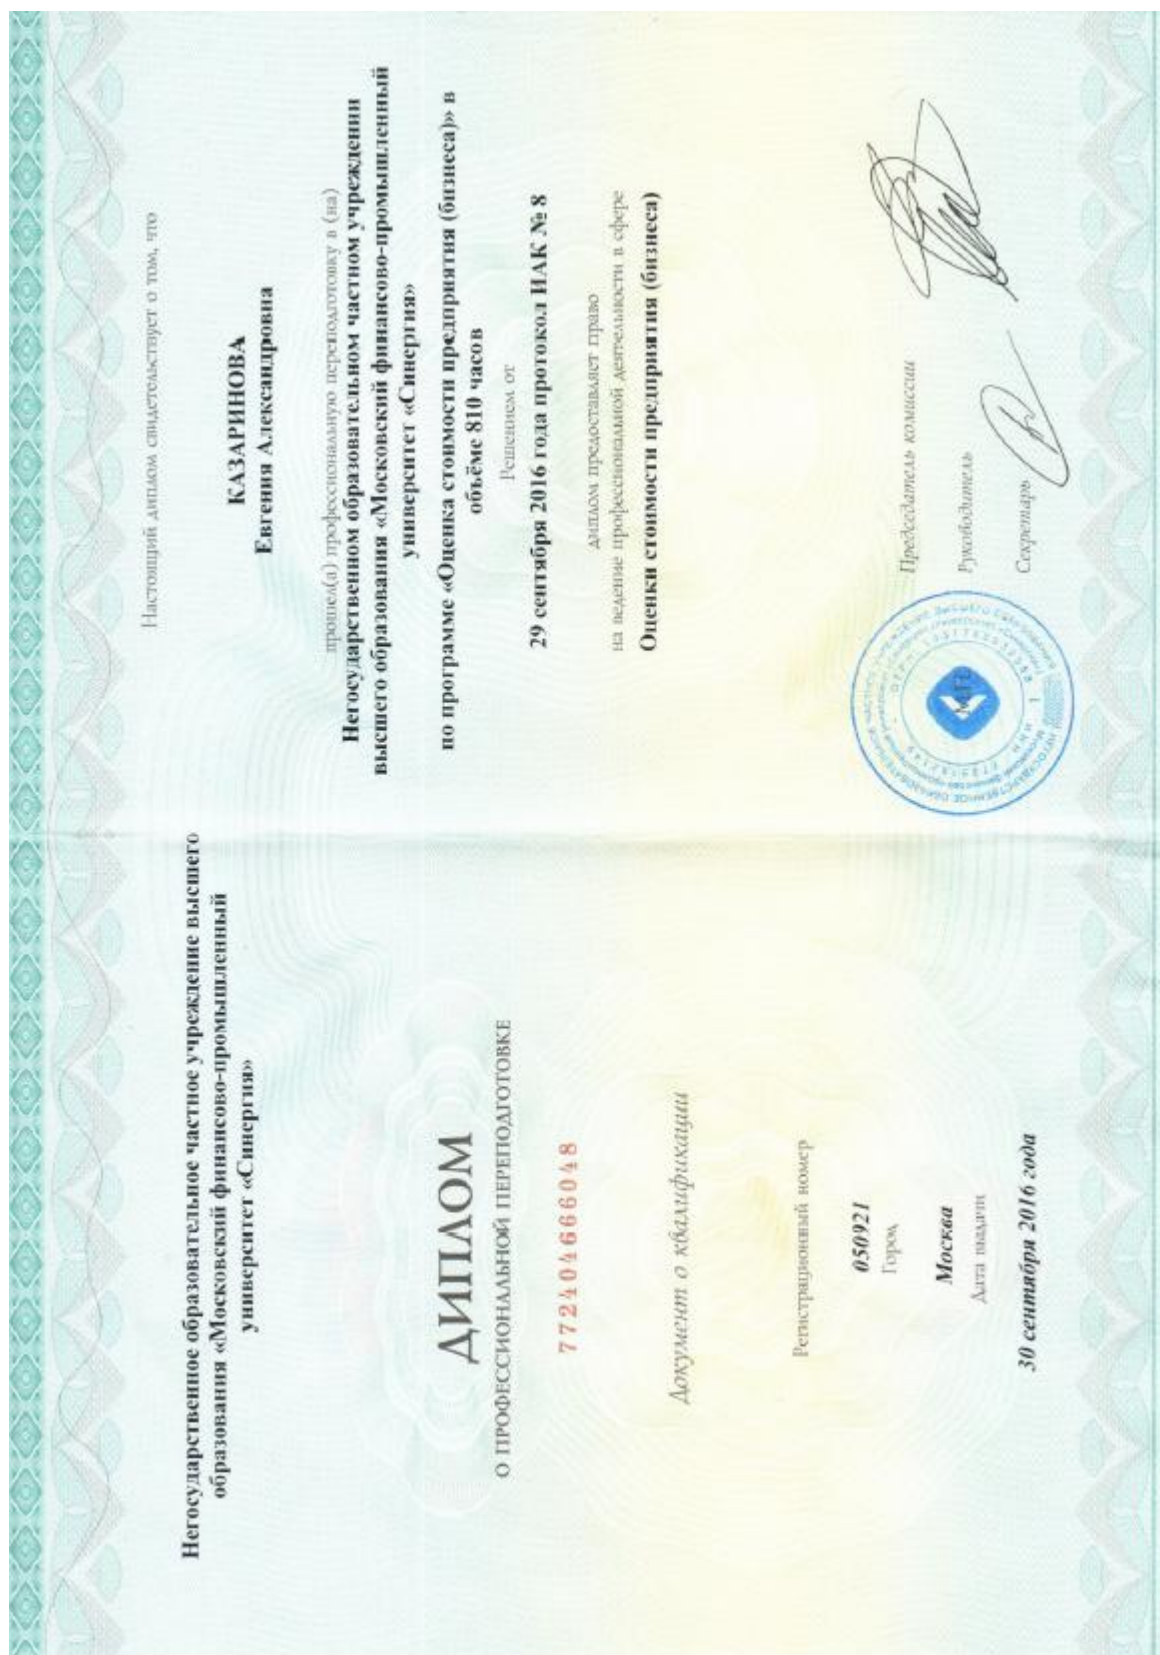 Негосударственное образовательное частное учреждение высшего
образования «Московский финансово-промышленный
университет «Синергия»
ДИПЛОМ
О ПРОФЕССИОНАЛЬНОЙ ПЕРЕПОДГОТОВКЕ
772404666048
Документ о квалификации
Регистрационный номер
050921
Город
Москва
Дата выдачи
30 сентября 2016 года
Настоящий диплом свидетельствует о том, что
КАЗАРИНОВА
Евгения Александровна
прошел(а) профессиональную переподготовку в (на)
Негосударственном образовательном частном учреждении
высшего образования «Московский финансово-промышленный
университет «Синергия»
по программе «Оценка стоимости предприятия (бизнеса)» в
объёме 810 часов
Решением от
29 сентября 2016 года протокол ИАК № 8
диплом предоставляет право
на ведение профессиональной деятельности в сфере
Оценки стоимости предприятия (бизнеса)
Председатель комиссии
Руководитель
Секретарь
М.П.